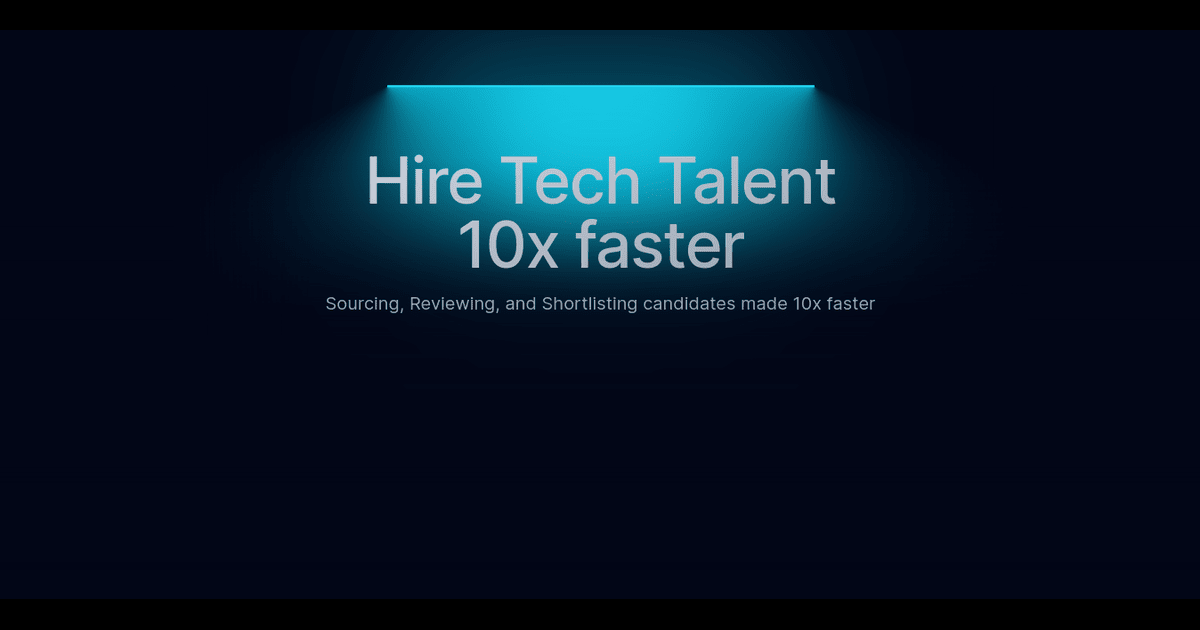 Hire Tech Talent
10x faster
Sourcing, Reviewing, and Shortlisting candidates made 10x faster